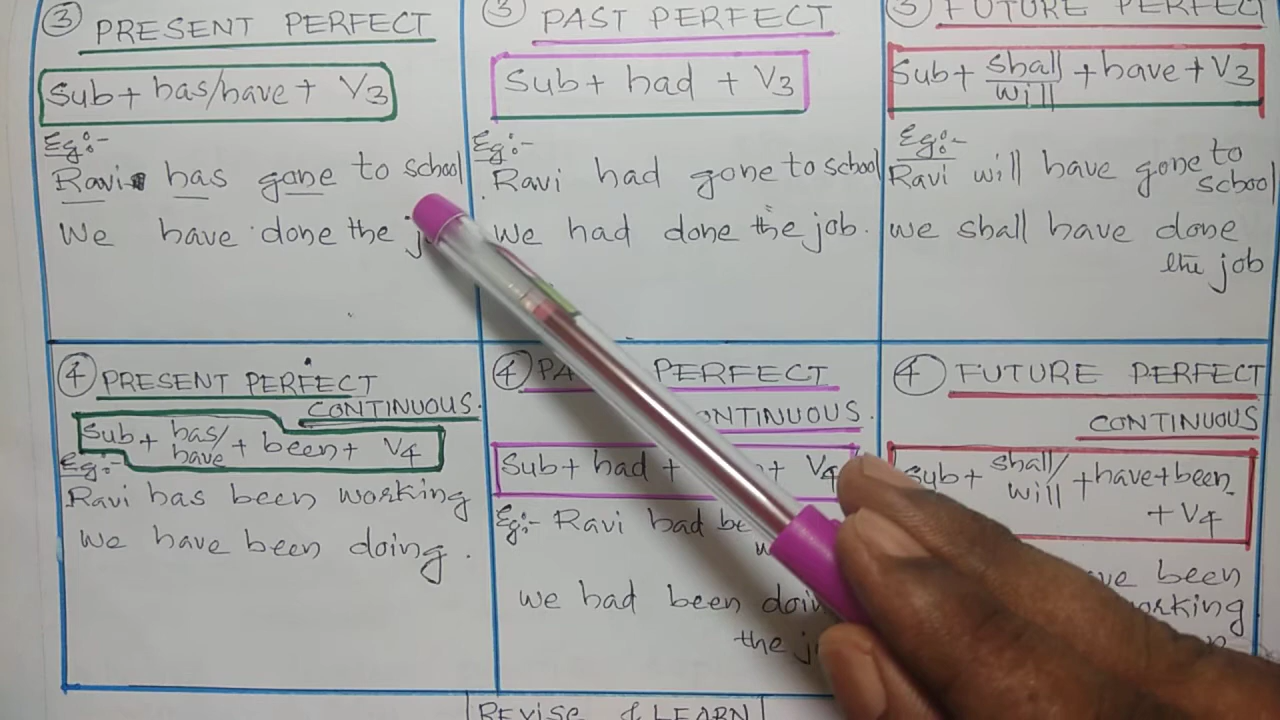 ③ PRESENT PERFECT
Sub + has/have + V3
Eg:-
Ravi has gone to school
We have done the
③ PAST PERFECT
Sub + had + V3
Eg:-
Ravi had gone to school
We had done the job.
③ FUTURE PERFECT
Sub + shall/will + have + V3
Eg:-
Ravi will have gone to school
we shall have done
the job
④ PRESENT PERFECT
CONTINUOUS.
Sub + has/have + been + V4
Eg:-
Ravi has been working
We have been doing.
④ PERFECT
CONTINUOUS.
Sub + had + + V4
Eg:- Ravi had
we had been
the
④ FUTURE PERFECT
CONTINUOUS
Sub + shall/will + have + been
+ V4
been
REVISE & LEARN